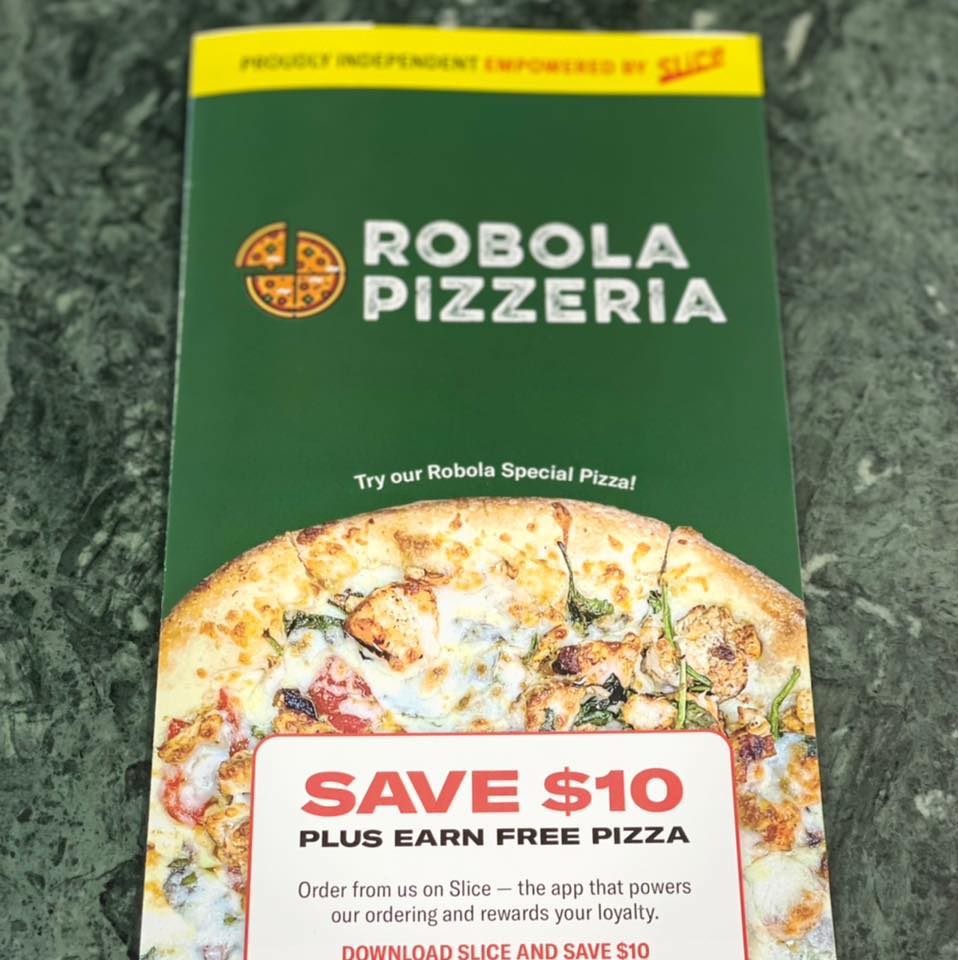 PROUDLY INDEPENDENT EMPOWERED BY SLICE
ROBOLA
PIZZERIA
Try our Robola Special Pizza!
SAVE $10
PLUS EARN FREE PIZZA
Order from us on Slice — the app that powers
our ordering and rewards your loyalty.
DOWNLOAD SLICE AND SAVE $10